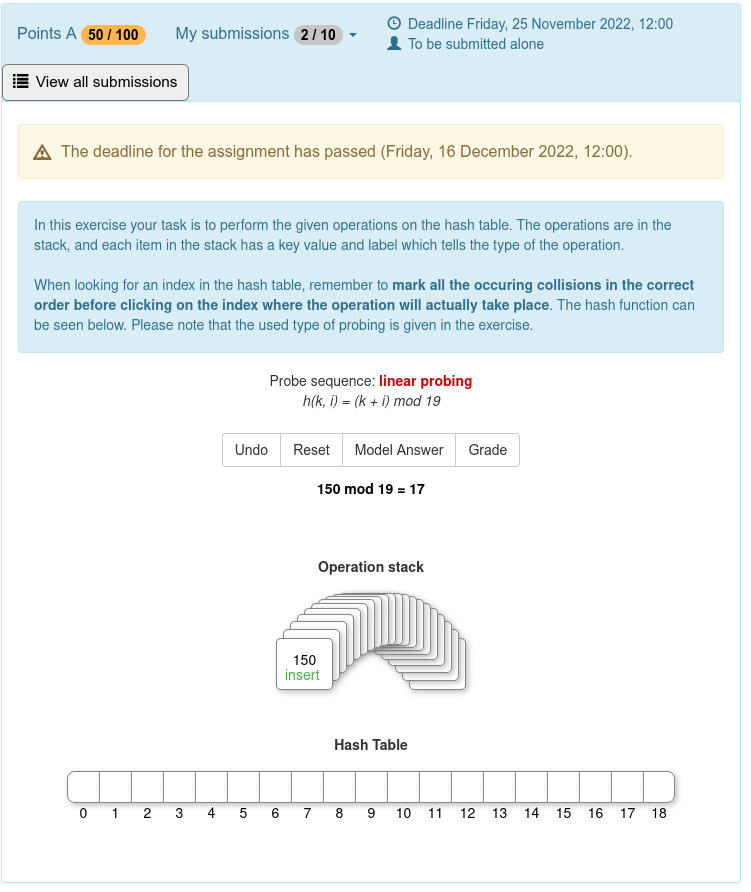 Points A 50 / 100 My submissions 2 / 10
Deadline Friday, 25 November 2022, 12:00
To be submitted alone
View all submissions
The deadline for the assignment has passed (Friday, 16 December 2022, 12:00).
In this exercise your task is to perform the given operations on the hash table. The operations are in the
stack, and each item in the stack has a key value and label which tells the type of the operation.
When looking for an index in the hash table, remember to mark all the occuring collisions in the correct
order before clicking on the index where the operation will actually take place. The hash function can
be seen below. Please note that the used type of probing is given in the exercise.
Probe sequence: linear probing
h(k, i) = (k + i) mod 19
Undo Reset Model Answer Grade
150 mod 19 = 17
Operation stack
150
insert
Hash Table
0 1 2 3 4 5 6 7 8 9 10 11 12 13 14 15 16 17 18